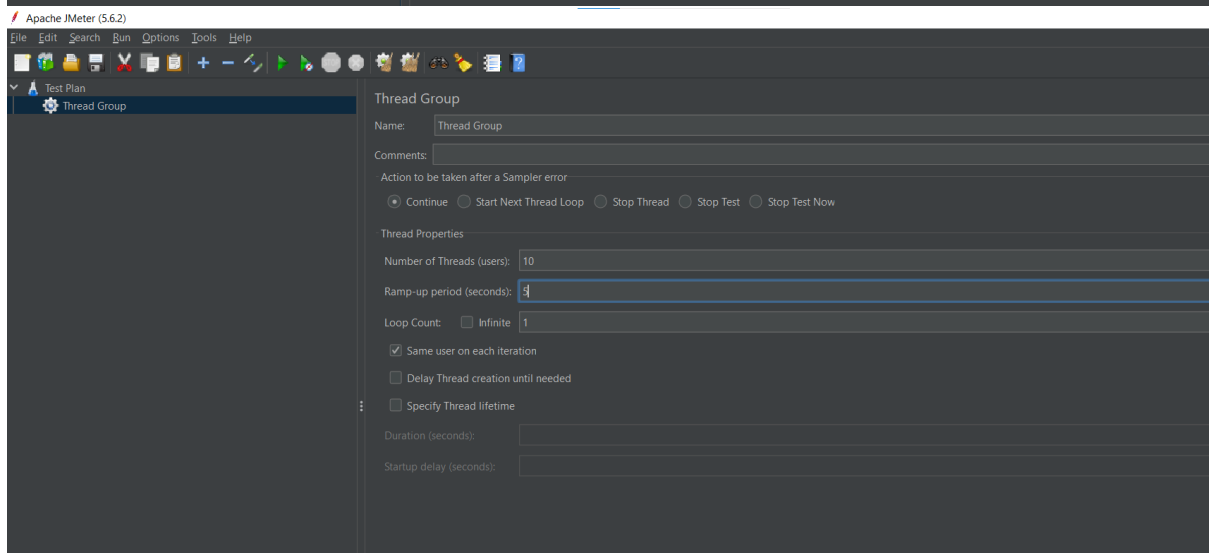 Apache JMeter (5.6.2)
File Edit Search Run Options Tools Help
Test Plan
Thread Group
Thread Group
Name: Thread Group
Comments:
Action to be taken after a Sampler error
Continue Start Next Thread Loop Stop Thread Stop Test Stop Test Now
Thread Properties
Number of Threads (users): 10
Ramp-up period (seconds): 5
Loop Count: Infinite 1
Same user on each iteration
Delay Thread creation until needed
Specify Thread lifetime
Duration (seconds):
Startup delay (seconds):